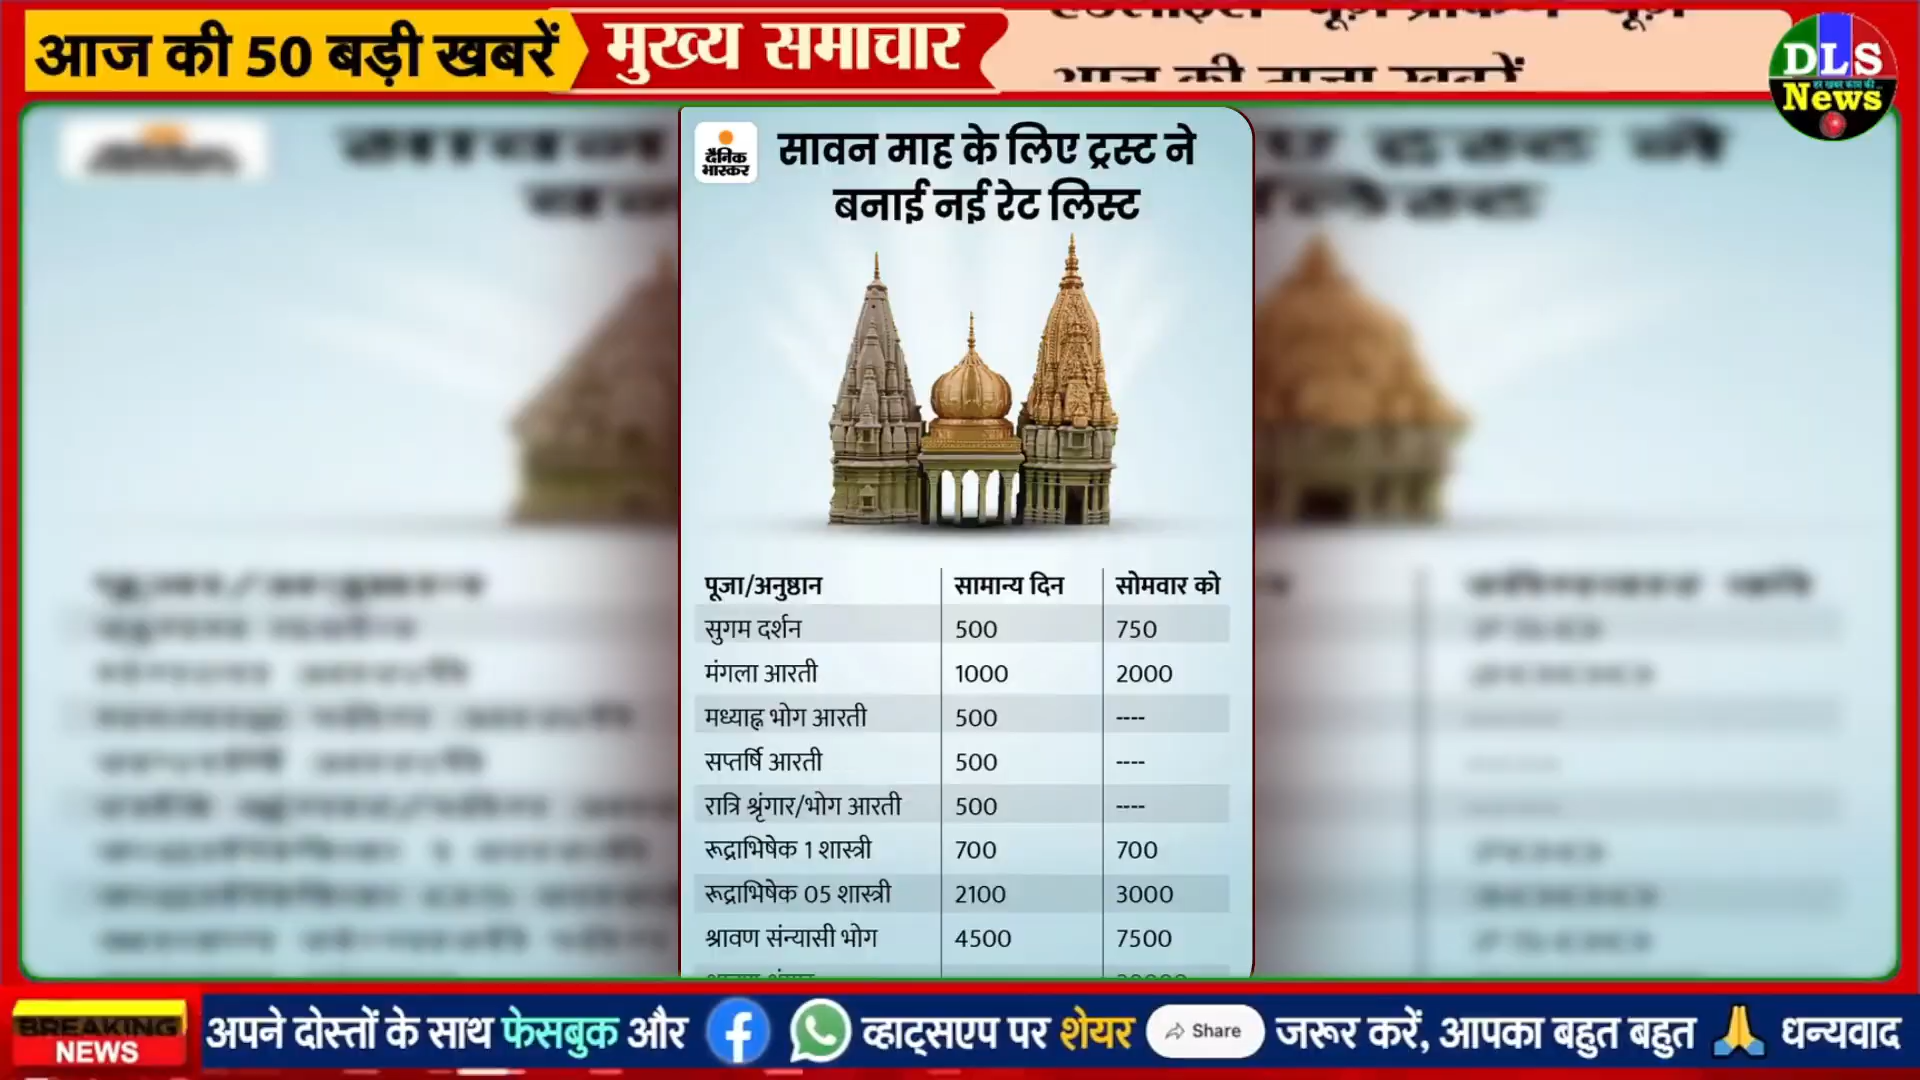 आज की 50 बड़ी खबरें
मुख्य समाचार
DLS
News
दैनिक
भास्कर
सावन माह के लिए ट्रस्ट ने
बनाई नई रेट लिस्ट
पूजा/अनुष्ठान सामान्य दिन सोमवार को
सुगम दर्शन 500 750
मंगला आरती 1000 2000
मध्याह्न भोग आरती 500 ----
सप्तर्षि आरती 500 ----
रात्रि श्रृंगार/भोग आरती 500 ----
रूद्राभिषेक 1 शास्त्री 700 700
रूद्राभिषेक 05 शास्त्री 2100 3000
श्रावण संन्यासी भोग 4500 7500
BREAKING
NEWS
अपने दोस्तों के साथ फेसबुक और व्हाट्सएप पर शेयर Share जरूर करें, आपका बहुत बहुत धन्यवाद